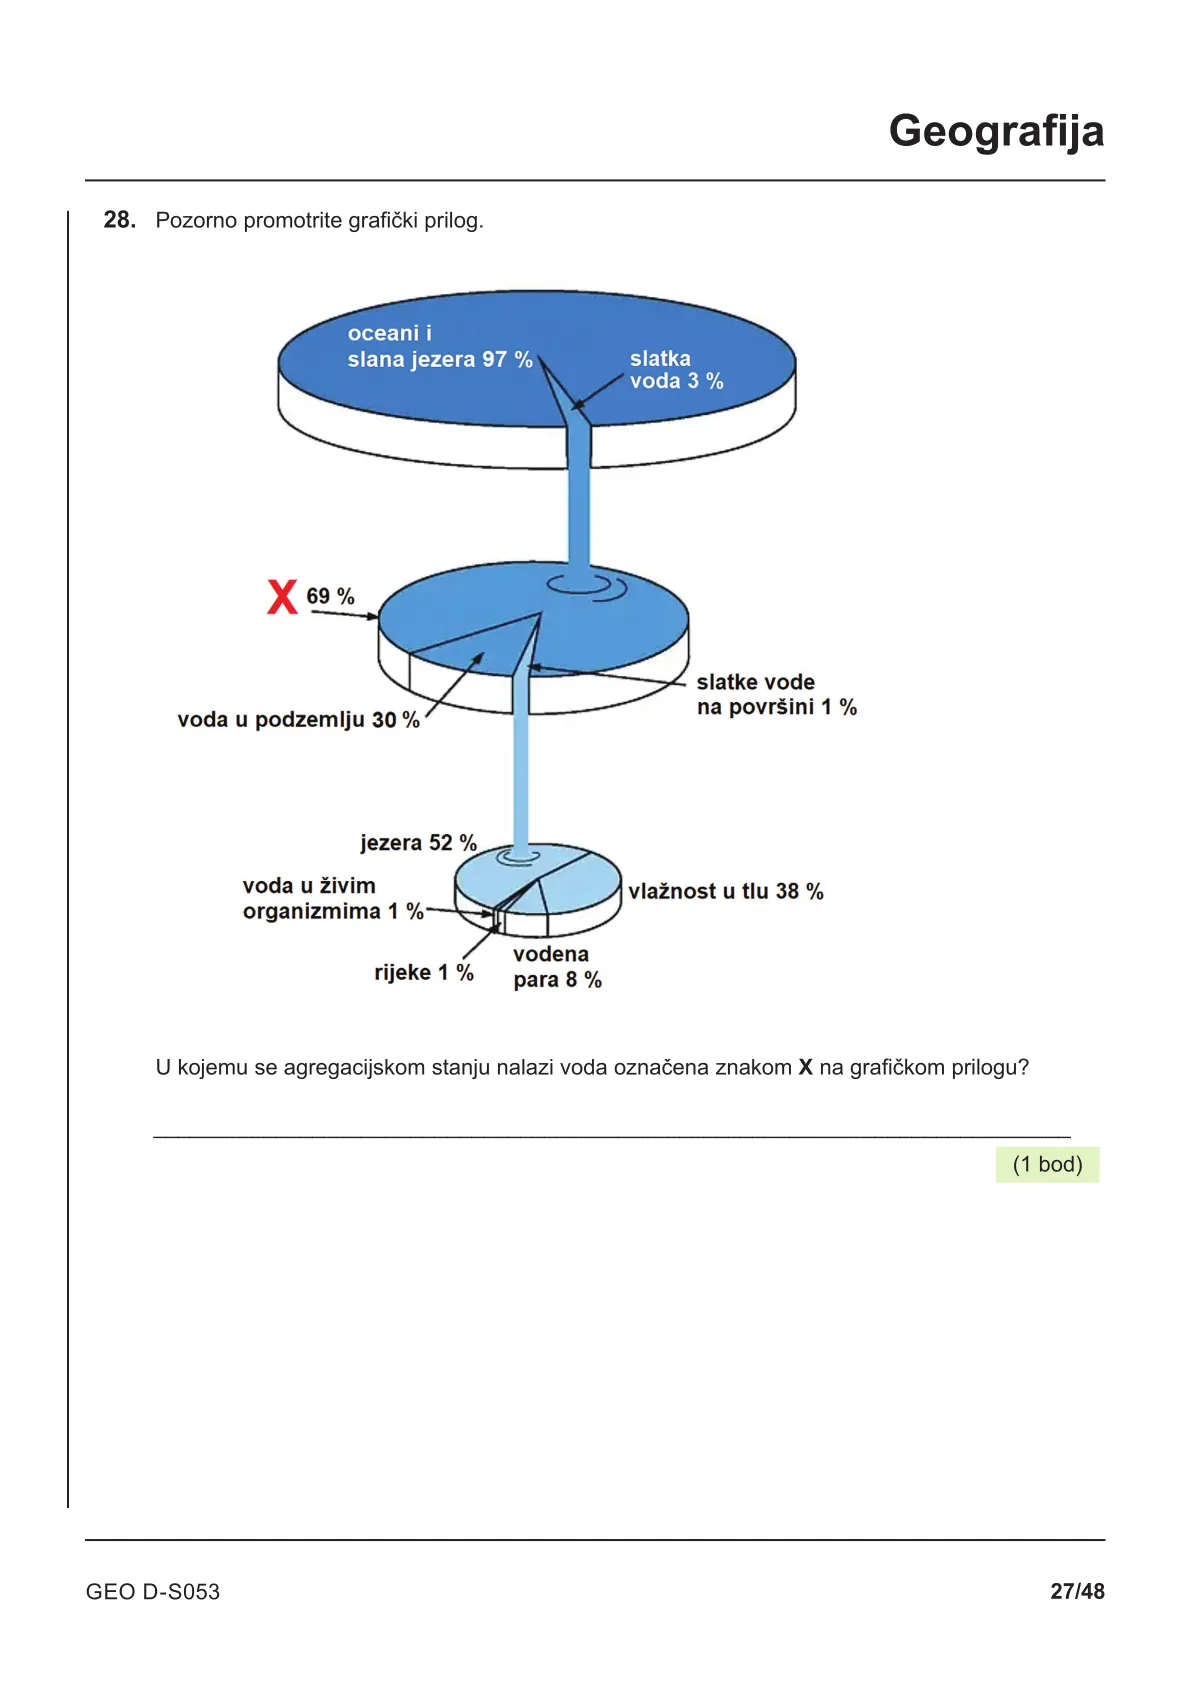 Geografija
28. Pozorno promotrite grafički prilog.
oceani i
slana jezera 97 %
slatka
voda 3 %
X 69 %
slatke vode
na površini 1 %
voda u podzemlju 30 %
jezera 52 %
voda u živim
organizmima 1 %
vlažnost u tlu 38 %
rijeke 1 %
vodena
para 8 %
U kojemu se agregacijskom stanju nalazi voda označena znakom X na grafičkom prilogu?
(1 bod)
GEO D-S053
27/48